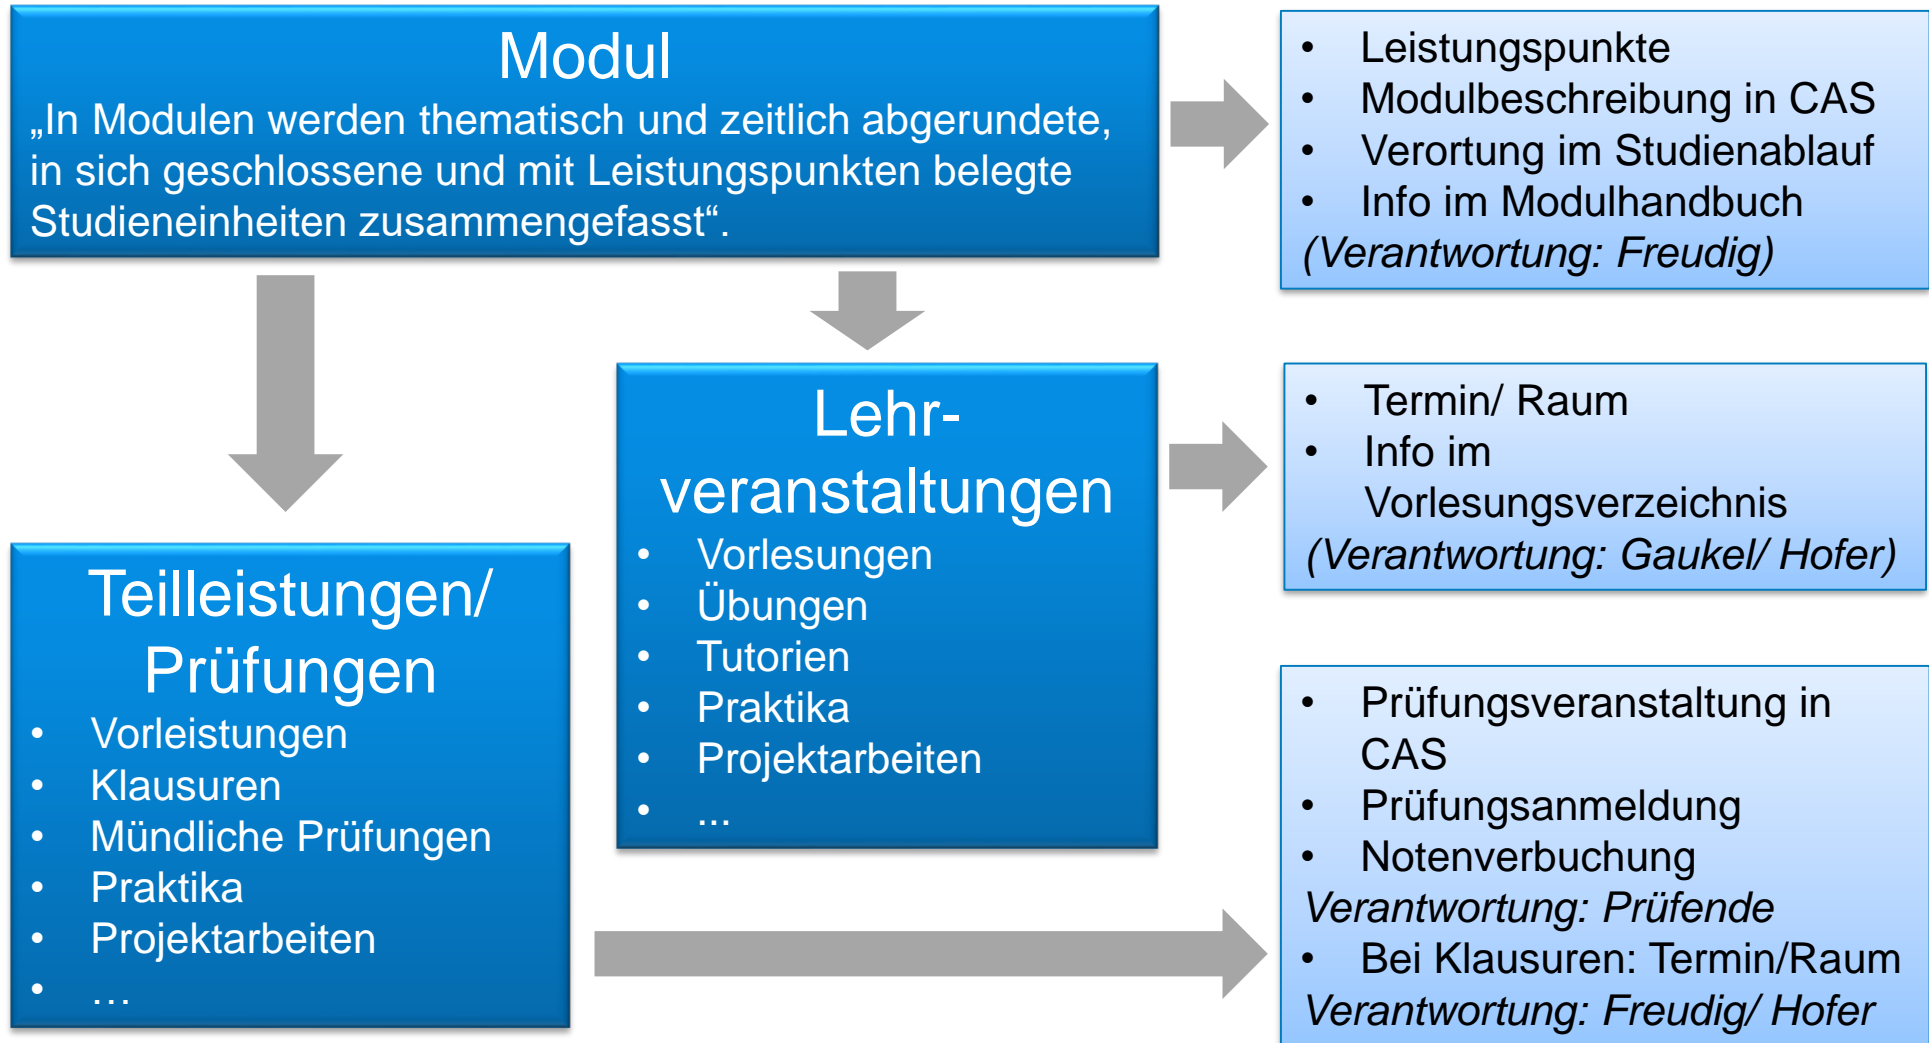 Modul
„In Modulen werden thematisch und zeitlich abgerundete,
in sich geschlossene und mit Leistungspunkten belegte
Studieneinheiten zusammengefasst“.
• Leistungspunkte
• Modulbeschreibung in CAS
• Verortung im Studienablauf
• Info im Modulhandbuch
(Verantwortung: Freudig)
Lehr-
veranstaltungen
• Vorlesungen
• Übungen
• Tutorien
• Praktika
• Projektarbeiten
• ...
• Termin/ Raum
• Info im
Vorlesungsverzeichnis
(Verantwortung: Gaukel/ Hofer)
Teilleistungen/
Prüfungen
• Vorleistungen
• Klausuren
• Mündliche Prüfungen
• Praktika
• Projektarbeiten
• …
• Prüfungsveranstaltung in
CAS
• Prüfungsanmeldung
• Notenverbuchung
Verantwortung: Prüfende
• Bei Klausuren: Termin/Raum
Verantwortung: Freudig/ Hofer